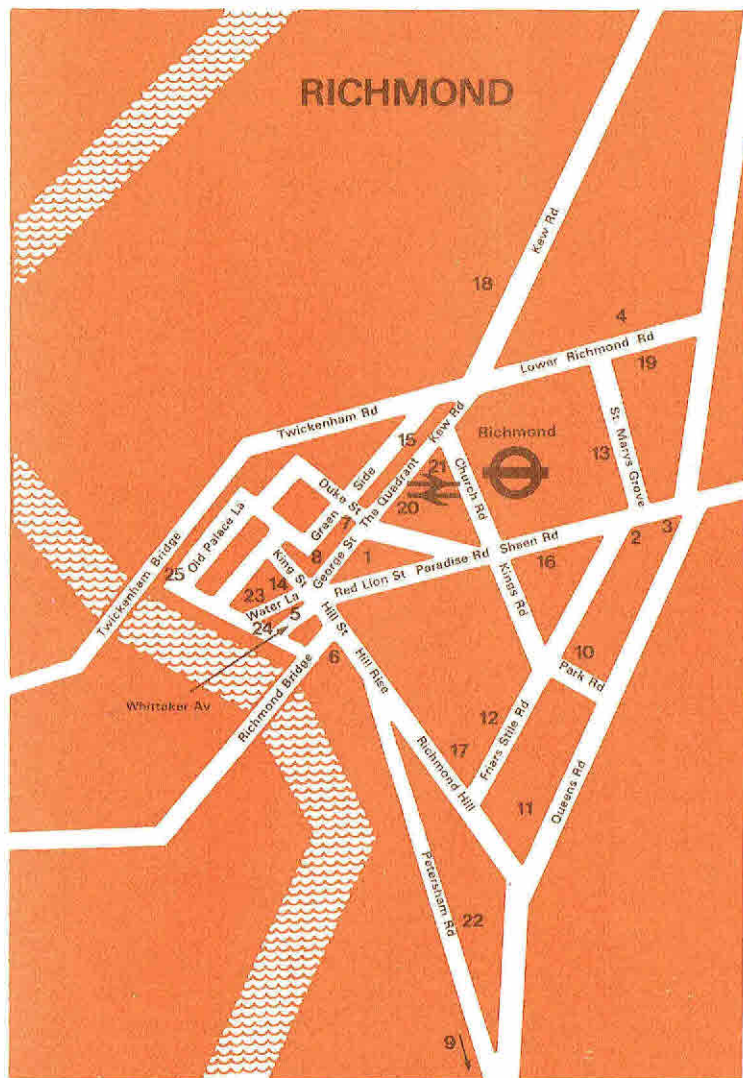 RICHMOND
Kew Rd
18
4
Lower Richmond Rd
19
Twickenham Rd
15
Kew Rd
Richmond
St Marys Grove
13
21
Church Rd
Duke St
Green Side
The Quadrant
20
7
Old Palace La
8
George St
1
Sheen Rd
2
3
Twickenham Bridge
25
King St
14
Paradise Rd
16
Red Lion St
23
Water La
5
Kings Rd
24
Hill St
6
10
Park Rd
Whittaker Av
Richmond Bridge
Hill Rise
12
Friars Stile Rd
17
Richmond Hill
11
Queens Rd
Petersham Rd
22
9